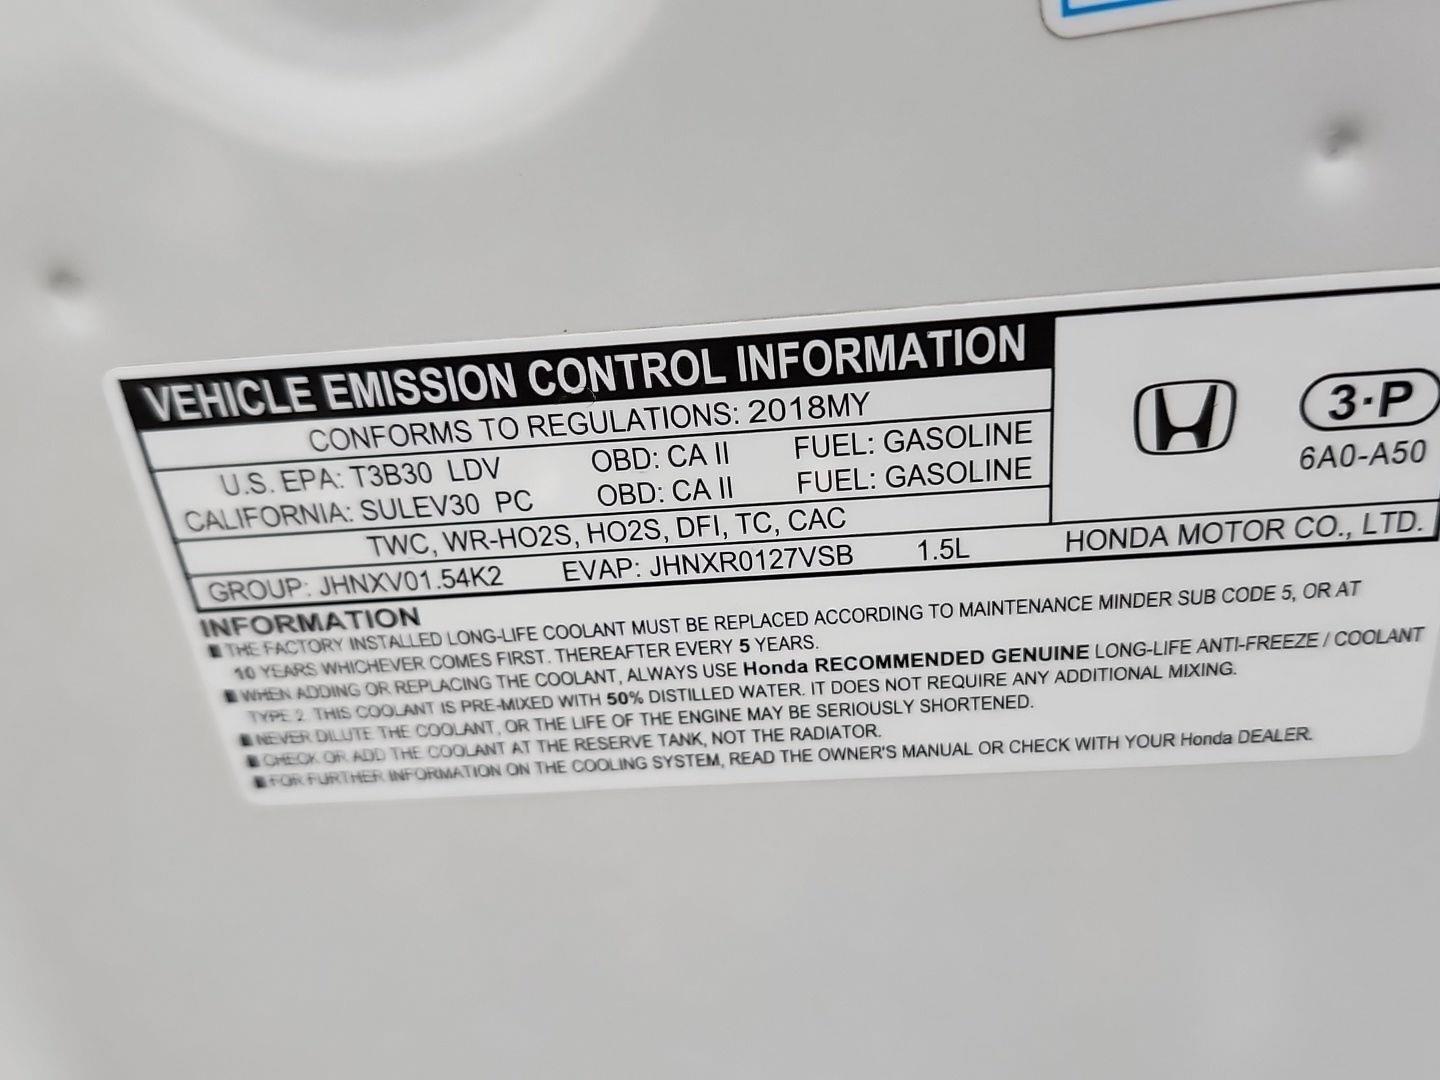 VEHICLE EMISSION CONTROL INFORMATION
CONFORMS TO REGULATIONS: 2018MY
U.S. EPA: T3B30 LDV OBD: CA II FUEL: GASOLINE
CALIFORNIA: SULEV30 PC OBD: CA II FUEL: GASOLINE
TWC, WR-HO2S, HO2S, DFI, TC, CAC
GROUP: JHNXV01.54K2 EVAP: JHNXR0127VSB 1.5L
3·P
6A0-A50
HONDA MOTOR CO., LTD.
INFORMATION
■ THE FACTORY INSTALLED LONG-LIFE COOLANT MUST BE REPLACED ACCORDING TO MAINTENANCE MINDER SUB CODE 5, OR AT
10 YEARS WHICHEVER COMES FIRST. THEREAFTER EVERY 5 YEARS.
■ WHEN ADDING OR REPLACING THE COOLANT, ALWAYS USE Honda RECOMMENDED GENUINE LONG-LIFE ANTI-FREEZE / COOLANT
TYPE 2. THIS COOLANT IS PRE-MIXED WITH 50% DISTILLED WATER. IT DOES NOT REQUIRE ANY ADDITIONAL MIXING.
■ NEVER DILUTE THE COOLANT, OR THE LIFE OF THE ENGINE MAY BE SERIOUSLY SHORTENED.
■ CHECK OR ADD THE COOLANT AT THE RESERVE TANK, NOT THE RADIATOR.
■ FOR FURTHER INFORMATION ON THE COOLING SYSTEM, READ THE OWNER'S MANUAL OR CHECK WITH YOUR Honda DEALER.